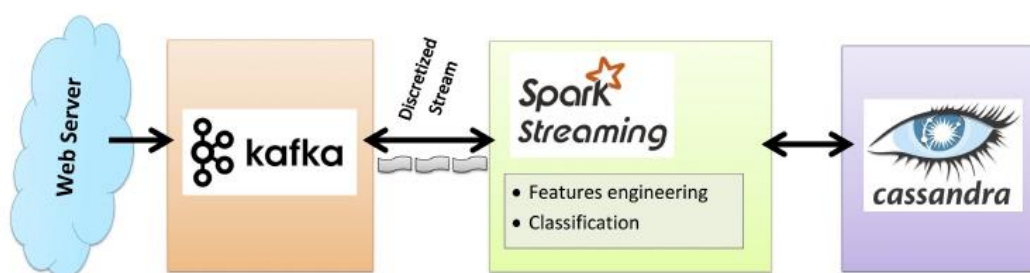 Web Server
kafka
Discretized
Stream
Spark
Streaming
• Features engineering
• Classification
cassandra